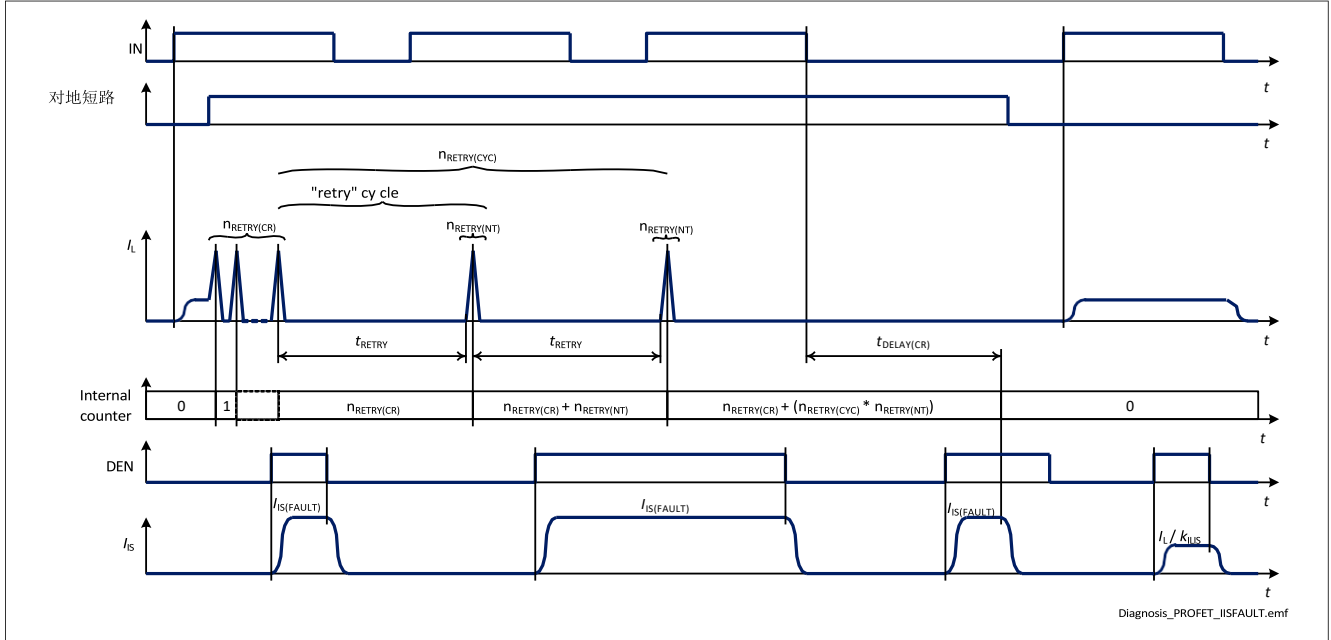 IN
t
对地短路
t
nRETRY(CYC)
"retry" cy cle
nRETRY(CR)
nRETRY(NT)
nRETRY(NT)
IL
tRETRY
tRETRY
tDELAY(CR)
t
Internal
counter
0
1
nRETRY(CR)
nRETRY(CR) + nRETRY(NT)
nRETRY(CR) + (nRETRY(CYC) * nRETRY(NT))
0
t
DEN
t
IIS(FAULT)
IIS(FAULT)
IIS(FAULT)
IL / kILIS
IIS
t
Diagnosis_PROFET_IISFAULT.emf